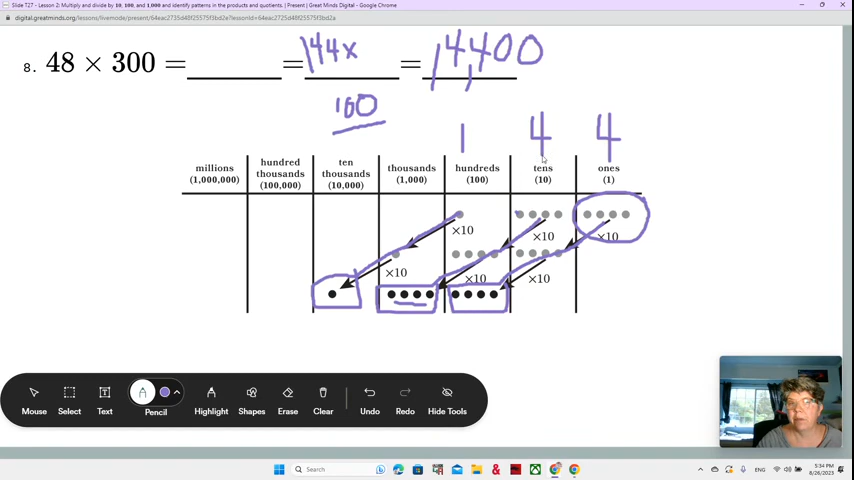 Slide T27 - Lesson 2: Multiply and divide by 10, 100, and 1,000 and identify patterns in the products and quotients. | Present | Great Minds Digital - Google Chrome
digital.greatminds.org/lessons/livemode/present/64eac2735d48f25575f3bd2a?lessonId=64eac2735d48f25575f3bd2a
8. 48 × 300 = = 144 x = 14,400
100
1 4 4
millions hundred ten thousands hundreds tens ones
(1,000,000) thousands thousands (1,000) (100) (10) (1)
(100,000) (10,000)
×10 ×10 ×10
×10 ×10 ×10
Mouse Select Text Pencil Highlight Shapes Erase Clear Undo Redo Hide Tools
Search
ENG
5:34 PM
8/26/2023